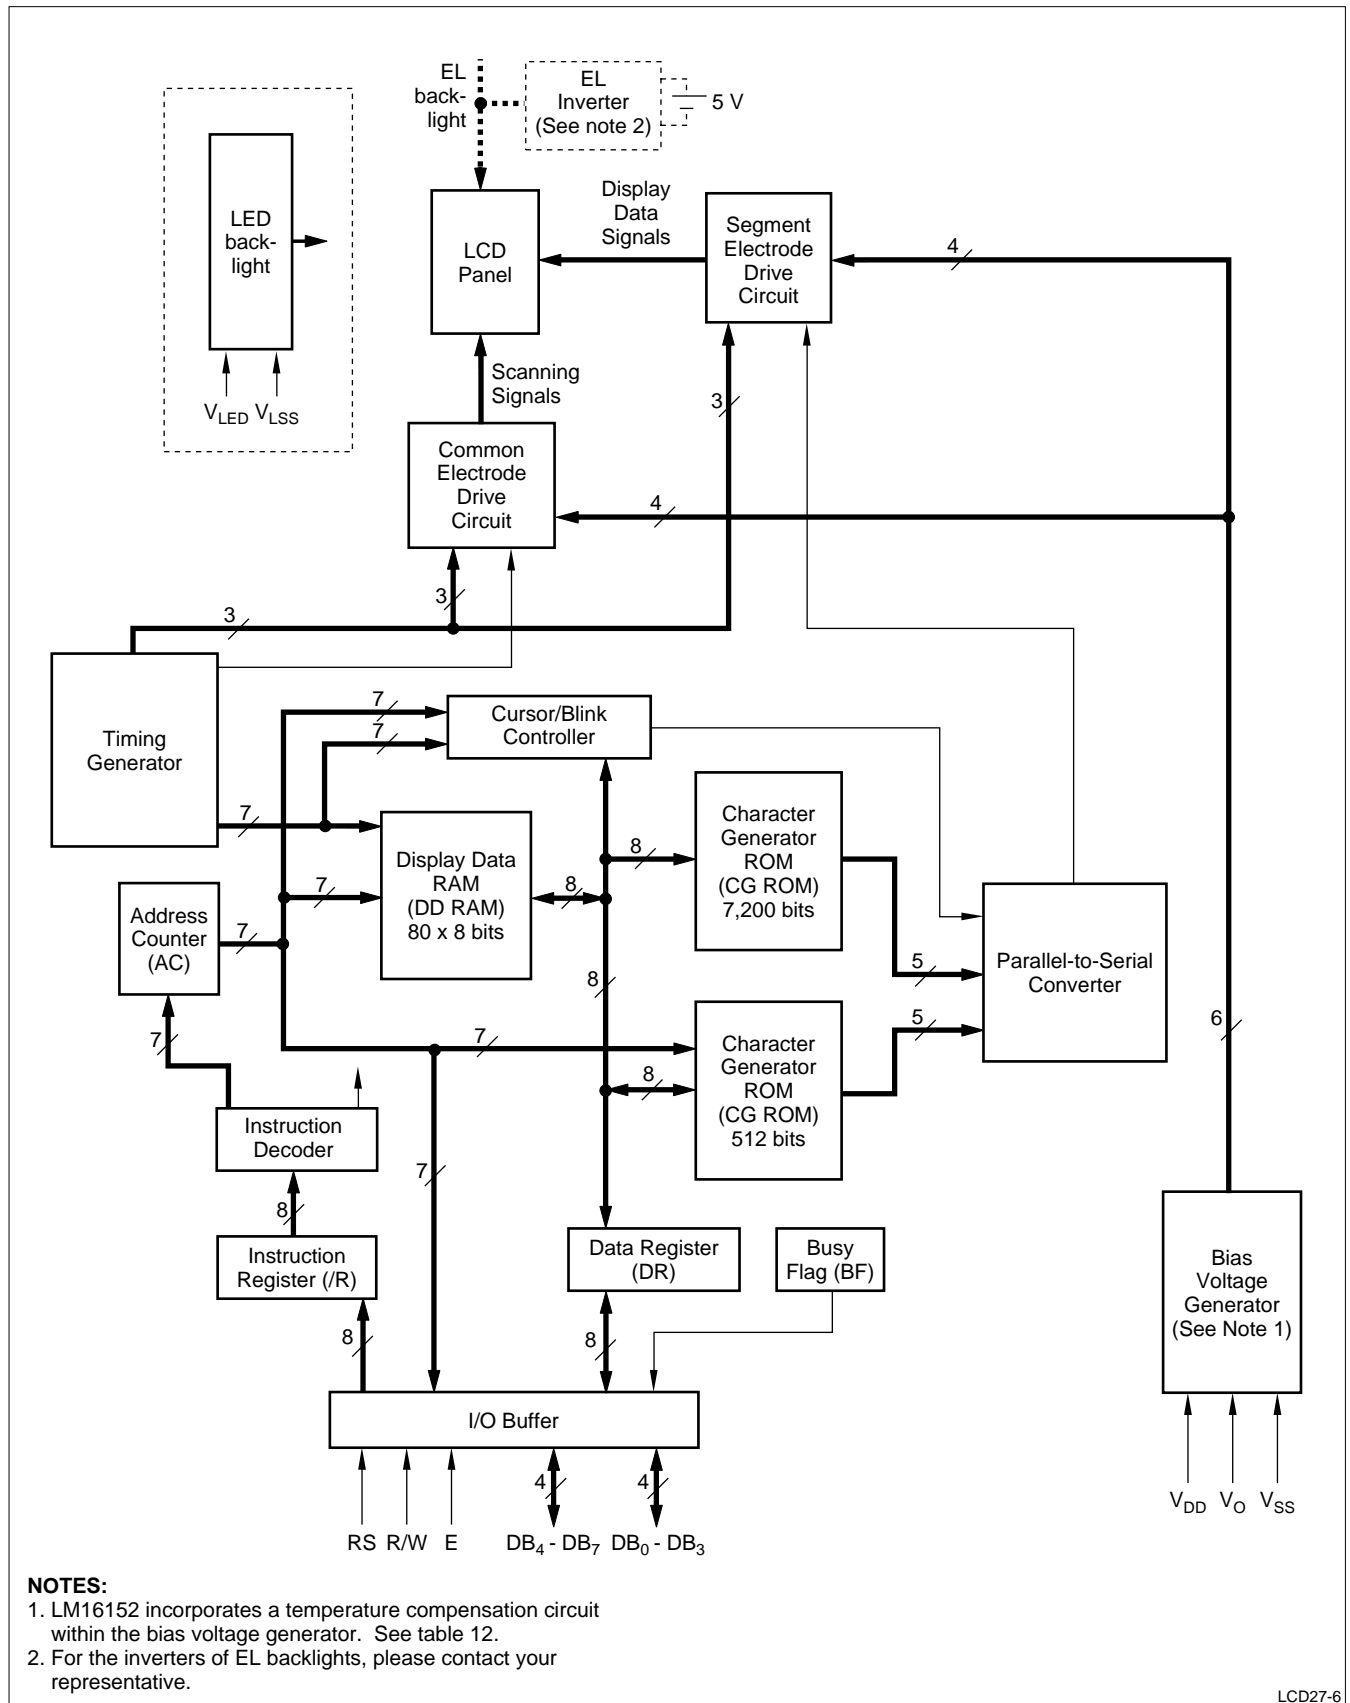 EL
back-
light
EL
Inverter
(See note 2)
5 V
LED
back-
light
V_LED V_LSS
LCD
Panel
Display
Data
Signals
Segment
Electrode
Drive
Circuit
4
Scanning
Signals
3
Common
Electrode
Drive
Circuit
4
3
3
Timing
Generator
7
7
Cursor/Blink
Controller
7
7
Display Data
RAM
(DD RAM)
80 x 8 bits
8
8
Character
Generator
ROM
(CG ROM)
7,200 bits
Address
Counter
(AC)
7
7
8
5
Parallel-to-Serial
Converter
5
7
8
Character
Generator
ROM
(CG ROM)
512 bits
6
Instruction
Decoder
7
8
Instruction
Register (/R)
Data Register
(DR)
Busy
Flag (BF)
Bias
Voltage
Generator
(See Note 1)
8
8
I/O Buffer
4
4
RS R/W E DB4 - DB7 DB0 - DB3
V_DD V_O V_SS
NOTES:
1. LM16152 incorporates a temperature compensation circuit
within the bias voltage generator. See table 12.
2. For the inverters of EL backlights, please contact your
representative.
LCD27-6